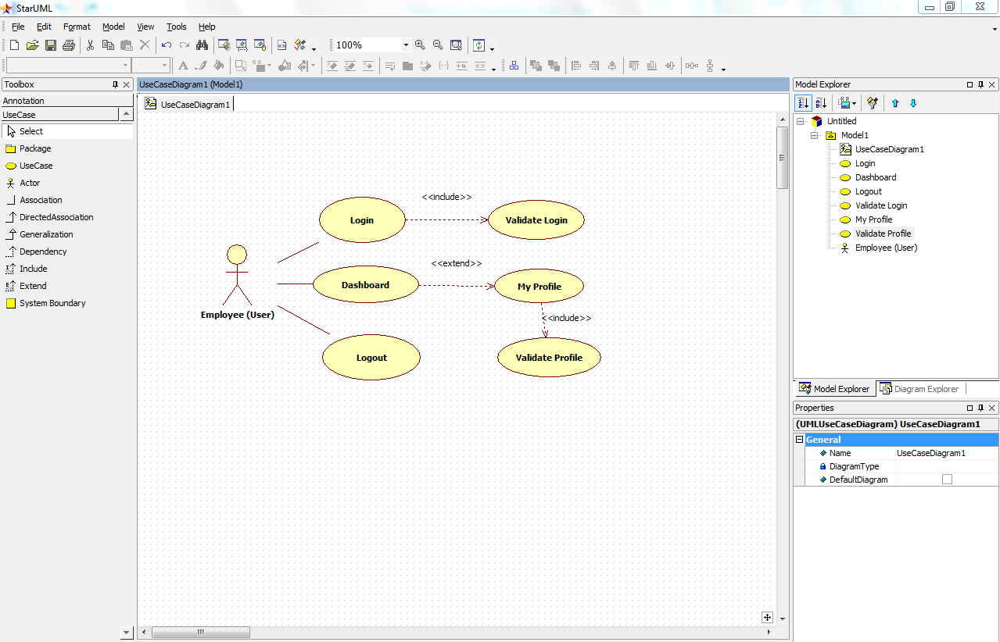 StarUML
File Edit Format Model View Tools Help
100%
Toolbox
Annotation
UseCase
Select
Package
UseCase
Actor
Association
DirectedAssociation
Generalization
Dependency
Include
Extend
System Boundary
UseCaseDiagram1 (Model1)
UseCaseDiagram1
<<include>>
Login
Validate Login
<<extend>>
Dashboard
My Profile
Employee (User)
<<include>>
Logout
Validate Profile
Model Explorer
Untitled
Model1
UseCaseDiagram1
Login
Dashboard
Logout
Validate Login
My Profile
Validate Profile
Employee (User)
Model Explorer Diagram Explorer
Properties
(UMLUseCaseDiagram) UseCaseDiagram1
General
Name UseCaseDiagram1
DiagramType
DefaultDiagram